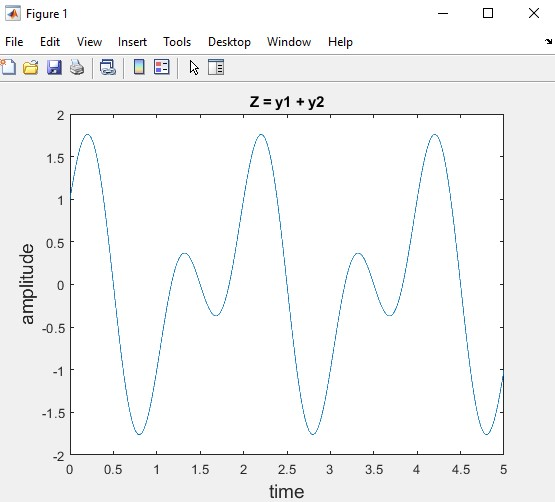 Figure 1
File Edit View Insert Tools Desktop Window Help
Z = y1 + y2
2
1.5
1
0.5
0
-0.5
-1
-1.5
-2
amplitude
0 0.5 1 1.5 2 2.5 3 3.5 4 4.5 5
time